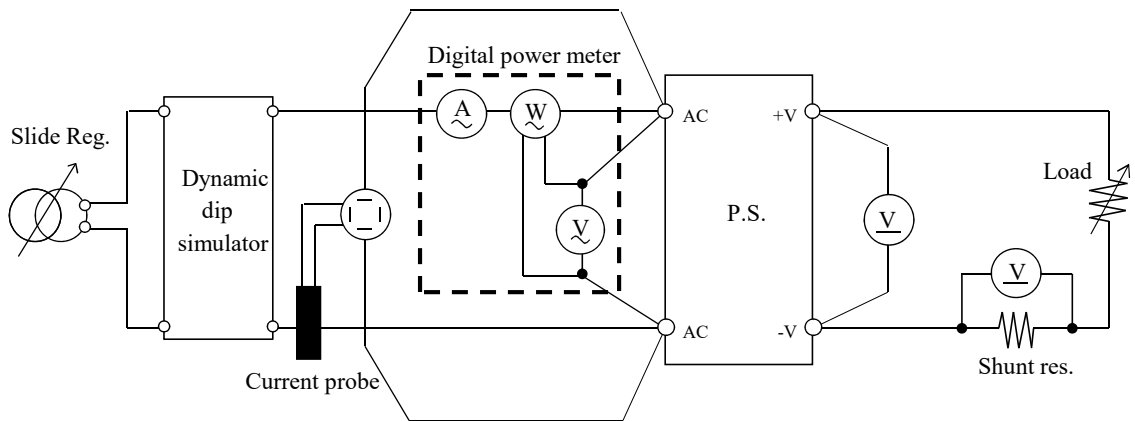 Digital power meter
A
W
AC
+V
Slide Reg.
Dynamic
dip
simulator
Load
P.S.
V
V
V
AC
-V
Current probe
Shunt res.